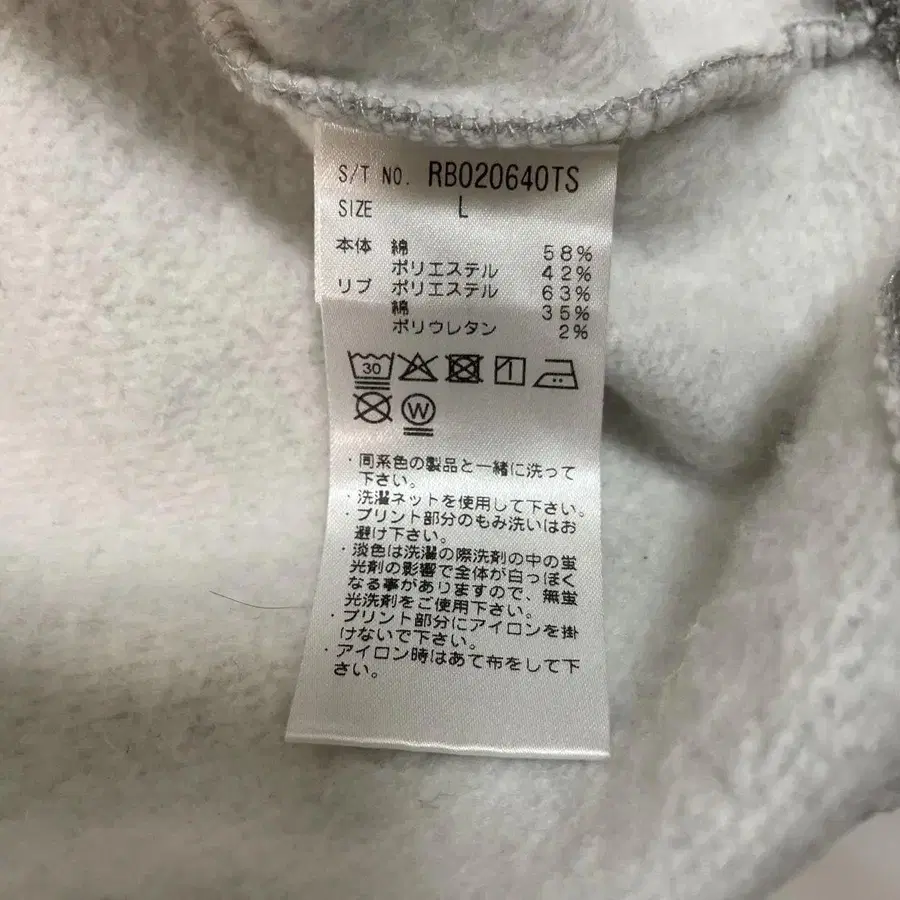 S/T NO. RB020640TS
SIZE L
本体 綿 58%
ポリエステル 42%
リブ ポリエステル 63%
綿 35%
ポリウレタン 2%
30
W
・同系色の製品と一緒に洗って
下さい。
・洗濯ネットを使用して下さい。
・プリント部分のもみ洗いはお
避け下さい。
・淡色は洗濯の際洗剤の中の蛍
光剤の影響で全体が白っぽく
なる事がありますので、無蛍
光洗剤をご使用下さい。
・プリント部分にアイロンを掛
けないで下さい。
・アイロン時はあて布をして下
さい。